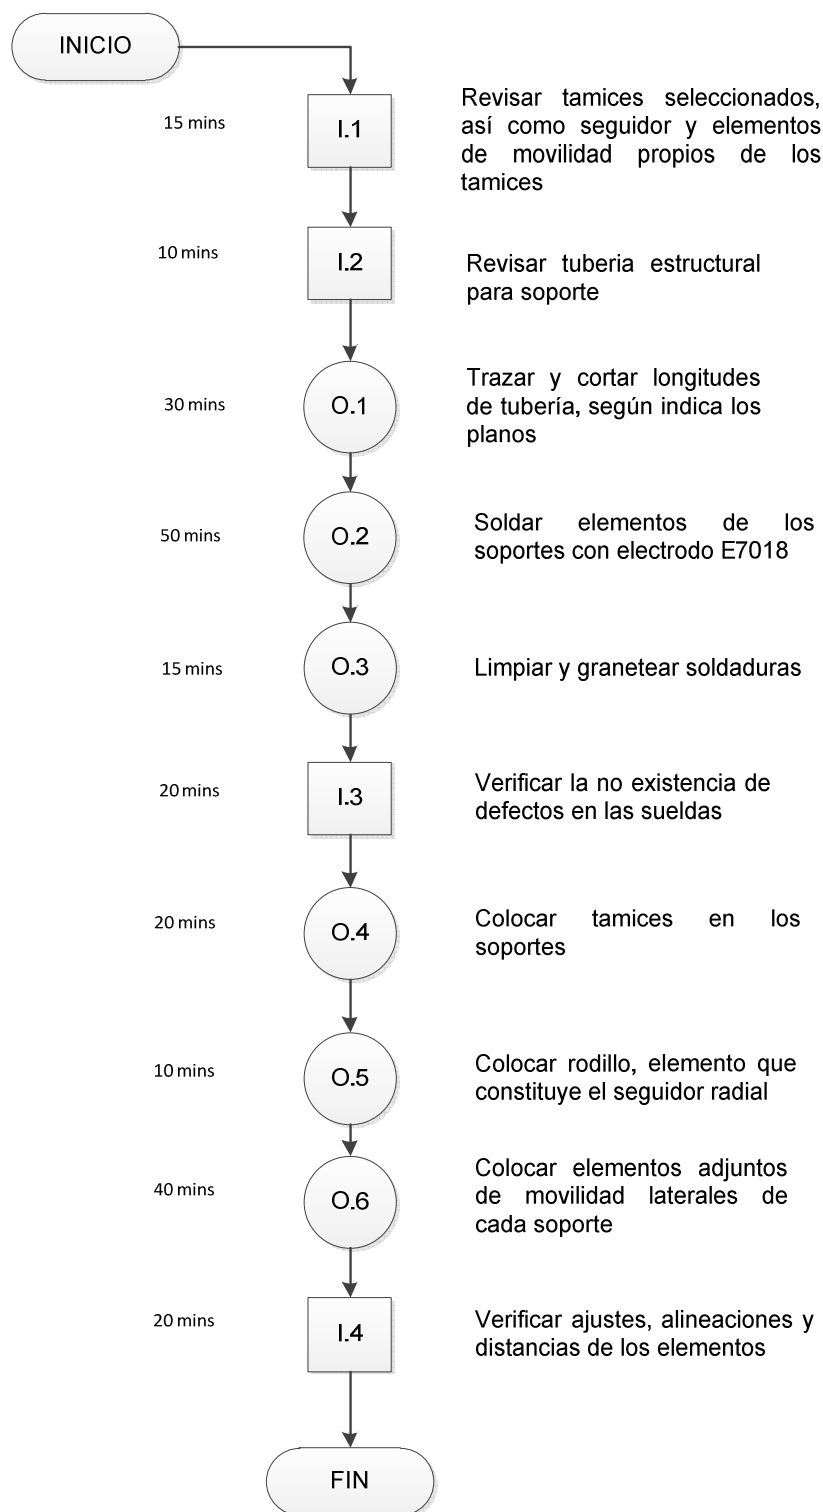 INICIO
15 mins
I.1
Revisar tamices seleccionados,
así como seguidor y elementos
de movilidad propios de los
tamices
10 mins
I.2
Revisar tuberia estructural
para soporte
30 mins
O.1
Trazar y cortar longitudes
de tubería, según indica los
planos
50 mins
O.2
Soldar elementos de los
soportes con electrodo E7018
15 mins
O.3
Limpiar y granetear soldaduras
20 mins
I.3
Verificar la no existencia de
defectos en las sueldas
20 mins
O.4
Colocar tamices en los
soportes
10 mins
O.5
Colocar rodillo, elemento que
constituye el seguidor radial
40 mins
O.6
Colocar elementos adjuntos
de movilidad laterales de
cada soporte
20 mins
I.4
Verificar ajustes, alineaciones y
distancias de los elementos
FIN